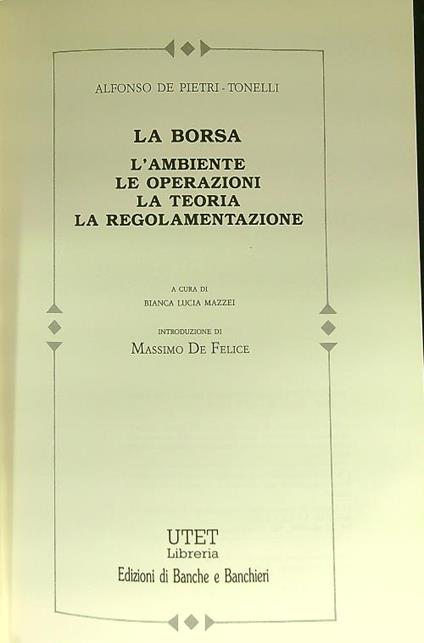 ALFONSO DE PIETRI-TONELLI
LA BORSA
L'AMBIENTE
LE OPERAZIONI
LA TEORIA
LA REGOLAMENTAZIONE
A CURA DI
BIANCA LUCIA MAZZEI
INTRODUZIONE DI
MASSIMO DE FELICE
UTET
Libreria
Edizioni di Banche e Banchieri